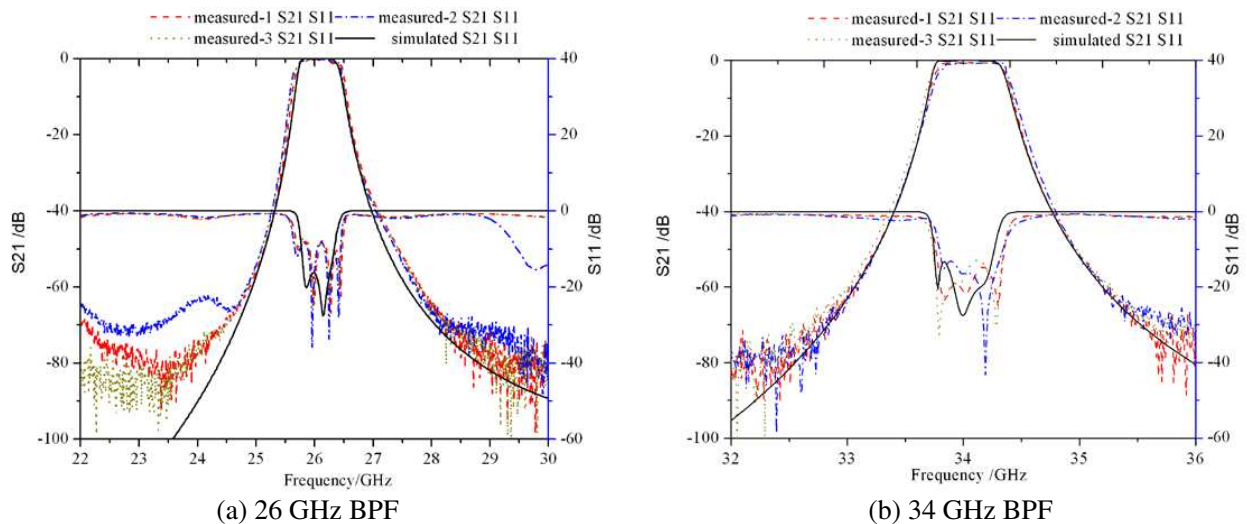 measured-1 S21 S11 measured-2 S21 S11
measured-3 S21 S11 simulated S21 S11
0
-20
-40
-60
-80
-100
S21 /dB
40
20
0
-20
-40
-60
S11 /dB
22 23 24 25 26 27 28 29 30
Frequency/GHz
(a) 26 GHz BPF
measured-1 S21 S11 measured-2 S21 S11
measured-3 S21 S11 simulated S21 S11
0
-20
-40
-60
-80
-100
S21 /dB
40
20
0
-20
-40
-60
S11 /dB
32 33 34 35 36
Frequency /GHz
(b) 34 GHz BPF